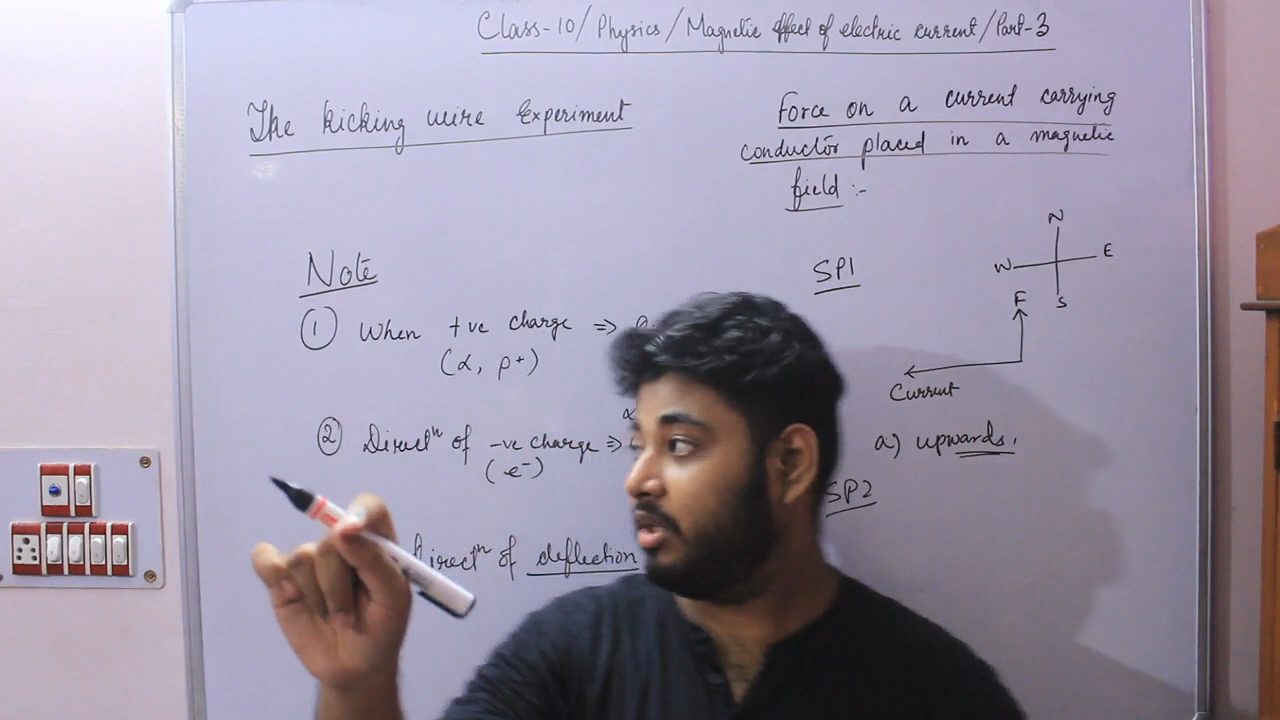 Class-10/Physics/Magnetic effect of electric current/Part-3
The kicking wire Experiment
Force on a current carrying
conductor placed in a magnetic
field :-
Note
① When +ve charge ⇒
(α, p+)
② Directⁿ of -ve charge ⇒
(e⁻)
Directⁿ of deflection
SP1
N
W E
S
F
Current
a) upwards.
SP2